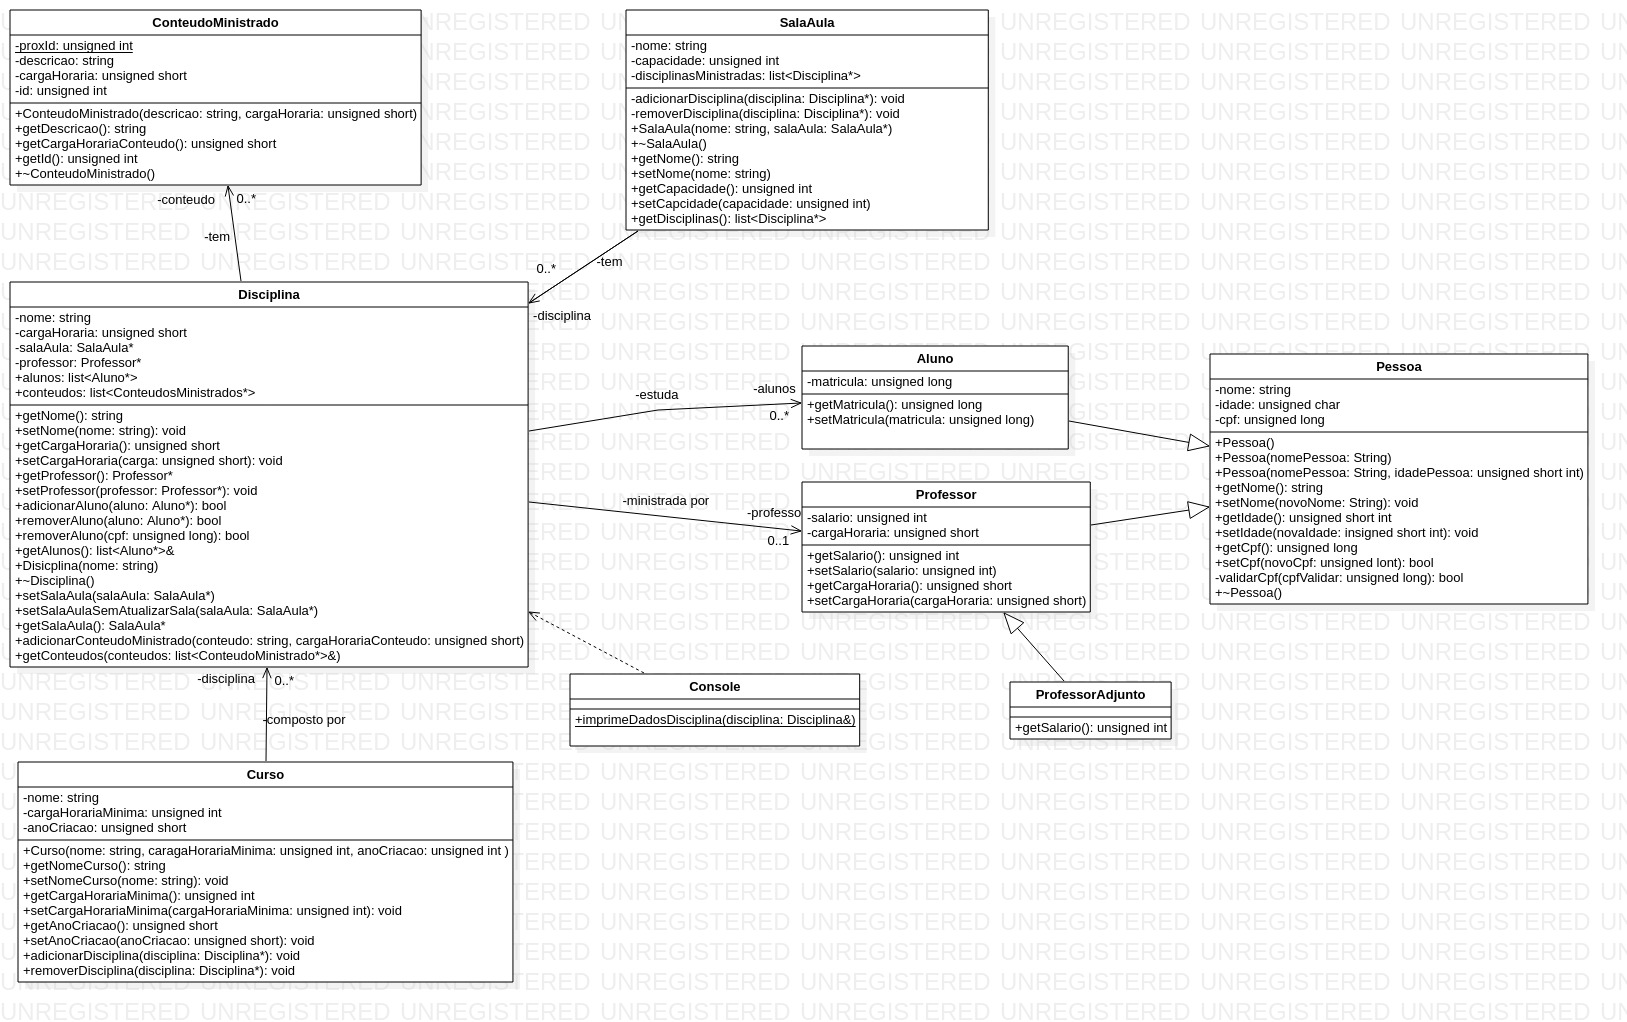 ConteudoMinistrado
-proxId: unsigned int
-descricao: string
-cargaHoraria: unsigned short
-id: unsigned int
+ConteudoMinistrado(descricao: string, cargaHoraria: unsigned short)
+getDescricao(): string
+getCargaHorariaConteudo(): unsigned short
+getId(): unsigned int
+~ConteudoMinistrado()
SalaAula
-nome: string
-capacidade: unsigned int
-disciplinasMinistradas: list<Disciplina*>
-adicionarDisciplina(disciplina: Disciplina*): void
-removerDisciplina(disciplina: Disciplina*): void
+SalaAula(nome: string, salaAula: SalaAula*)
+~SalaAula()
+getNome(): string
+setNome(nome: string)
+getCapacidade(): unsigned int
+setCapcidade(capacidade: unsigned int)
+getDisciplinas(): list<Disciplina*>
-conteudo
0..*
-tem
0..*
-tem
-disciplina
Disciplina
-nome: string
-cargaHoraria: unsigned short
-salaAula: SalaAula*
-professor: Professor*
+alunos: list<Aluno*>
+conteudos: list<ConteudosMinistrados*>
+getNome(): string
+setNome(nome: string): void
+getCargaHoraria(): unsigned short
+setCargaHoraria(carga: unsigned short): void
+getProfessor(): Professor*
+setProfessor(professor: Professor*): void
+adicionarAluno(aluno: Aluno*): bool
+removerAluno(aluno: Aluno*): bool
+removerAluno(cpf: unsigned long): bool
+getAlunos(): list<Aluno*>&
+Disicplina(nome: string)
+~Disciplina()
+setSalaAula(salaAula: SalaAula*)
+setSalaAulaSemAtualizarSala(salaAula: SalaAula*)
+getSalaAula(): SalaAula*
+adicionarConteudoMinistrado(conteudo: string, cargaHorariaConteudo: unsigned short)
+getConteudos(conteudos: list<ConteudoMinistrado*>&)
-estuda
-alunos
0..*
Aluno
-matricula: unsigned long
+getMatricula(): unsigned long
+setMatricula(matricula: unsigned long)
Pessoa
-nome: string
-idade: unsigned char
-cpf: unsigned long
+Pessoa()
+Pessoa(nomePessoa: String)
+Pessoa(nomePessoa: String, idadePessoa: unsigned short int)
+getNome(): string
+setNome(novoNome: String): void
+getIdade(): unsigned short int
+setIdade(novaIdade: insigned short int): void
+getCpf(): unsigned long
+setCpf(novoCpf: unsigned lont): bool
-validarCpf(cpfValidar: unsigned long): bool
+~Pessoa()
-ministrada por
-professo
0..1
Professor
-salario: unsigned int
-cargaHoraria: unsigned short
+getSalario(): unsigned int
+setSalario(salario: unsigned int)
+getCargaHoraria(): unsigned short
+setCargaHoraria(cargaHoraria: unsigned short)
Console
+imprimeDadosDisciplina(disciplina: Disciplina&)
ProfessorAdjunto
+getSalario(): unsigned int
-disciplina
0..*
-composto por
Curso
-nome: string
-cargaHorariaMinima: unsigned int
-anoCriacao: unsigned short
+Curso(nome: string, caragaHorariaMinima: unsigned int, anoCriacao: unsigned int )
+getNomeCurso(): string
+setNomeCurso(nome: string): void
+getCargaHorariaMinima(): unsigned int
+setCargaHorariaMinima(cargaHorariaMinima: unsigned int): void
+getAnoCriacao(): unsigned short
+setAnoCriacao(anoCriacao: unsigned short): void
+adicionarDisciplina(disciplina: Disciplina*): void
+removerDisciplina(disciplina: Disciplina*): void